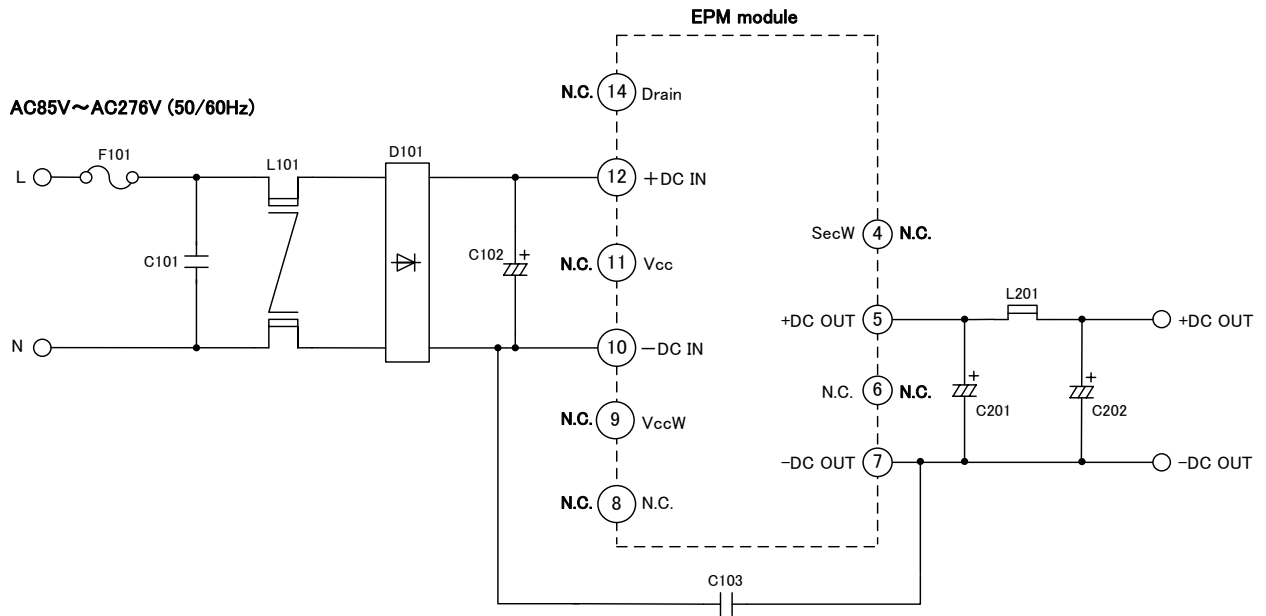 EPM module
N.C. 14 Drain
AC85V～AC276V (50/60Hz)
F101
L101
D101
L
12 ＋DC IN
SecW 4 N.C.
C101
C102
+
N.C. 11 Vcc
L201
+DC OUT 5
+DC OUT
N
10 －DC IN
N.C. 6 N.C.
+
C201
+
C202
N.C. 9 VccW
−DC OUT 7
−DC OUT
N.C. 8 N.C.
C103